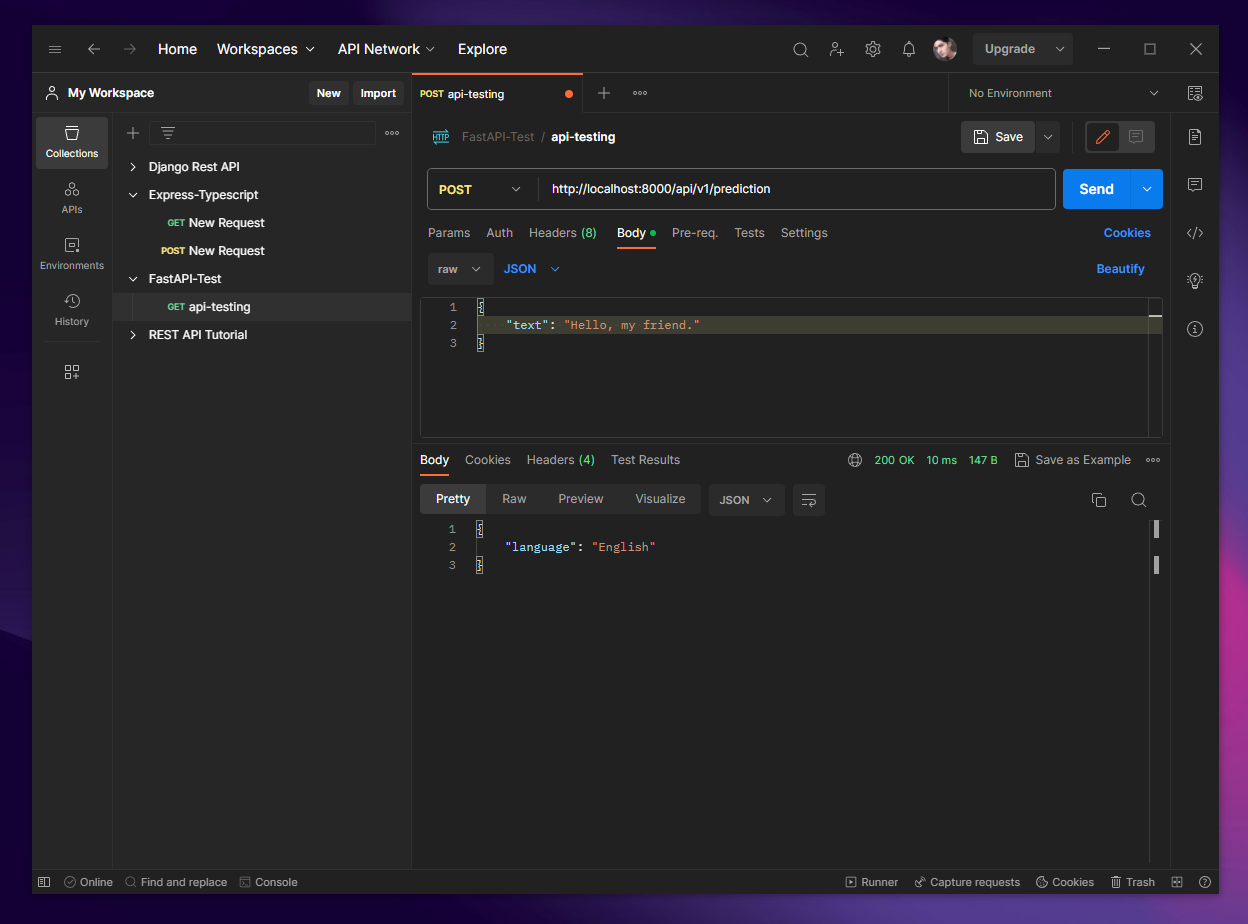 Home Workspaces API Network Explore Upgrade
My Workspace New Import
POST api-testing No Environment
Collections
APIs
Environments
History
Django Rest API
Express-Typescript
GET New Request
POST New Request
FastAPI-Test
GET api-testing
REST API Tutorial
HTTP FastAPI-Test / api-testing Save
POST http://localhost:8000/api/v1/prediction Send
Params Auth Headers (8) Body Pre-req. Tests Settings Cookies
raw JSON Beautify
1 {
2 "text": "Hello, my friend."
3 }
Body Cookies Headers (4) Test Results 200 OK 10 ms 147 B Save as Example
Pretty Raw Preview Visualize JSON
1 {
2 "language": "English"
3 }
Online Find and replace Console Runner Capture requests Cookies Trash